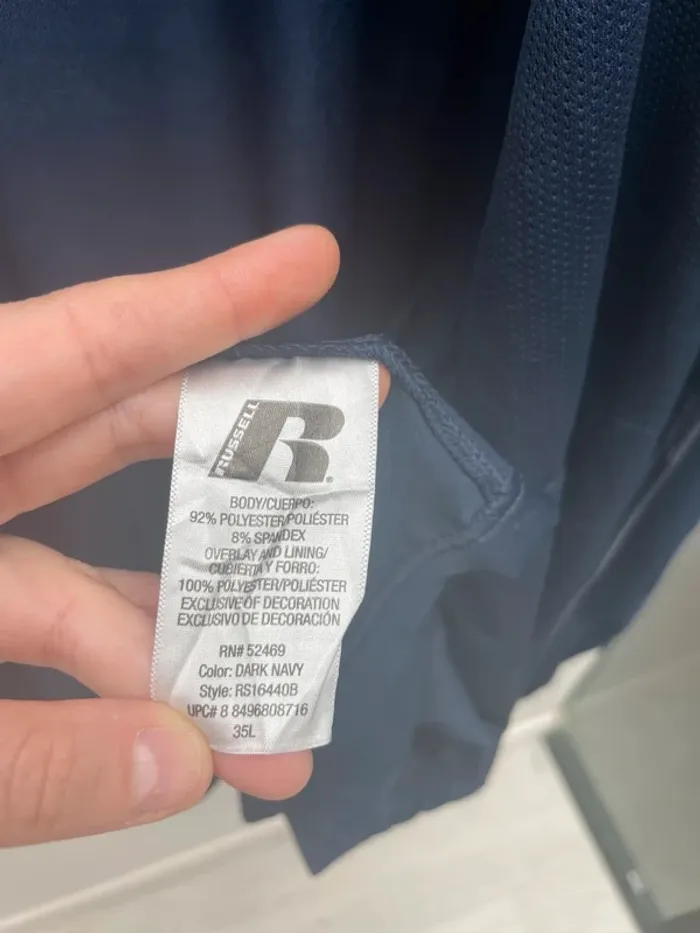 RUSSELL
R
BODY/CUERPO:
92% POLYESTER/POLIÉSTER
8% SPANDEX
OVERLAY AND LINING/
CUBIERTA Y FORRO:
100% POLYESTER/POLIÉSTER
EXCLUSIVE OF DECORATION
EXCLUSIVO DE DECORACIÓN
RN# 52469
Color: DARK NAVY
Style: RS16440B
UPC# 8 8496808716
35L